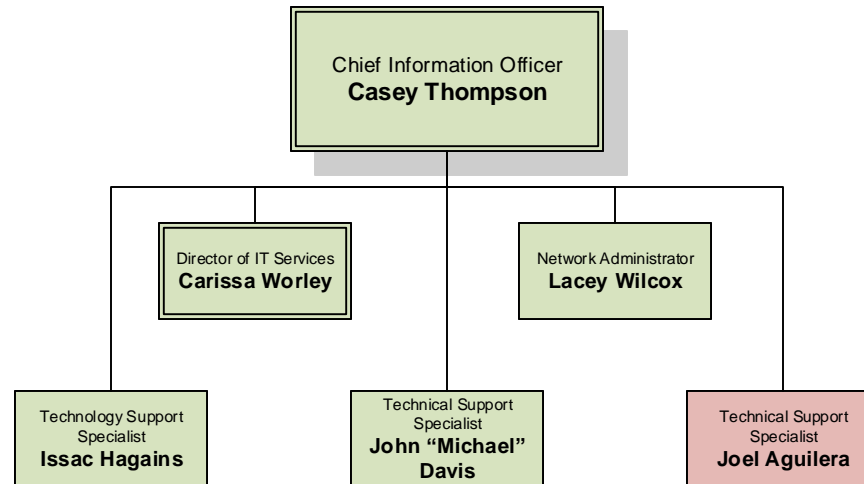 Chief Information Officer
Casey Thompson
Director of IT Services
Carissa Worley
Network Administrator
Lacey Wilcox
Technology Support
Specialist
Issac Hagains
Technical Support
Specialist
John “Michael”
Davis
Technical Support
Specialist
Joel Aguilera